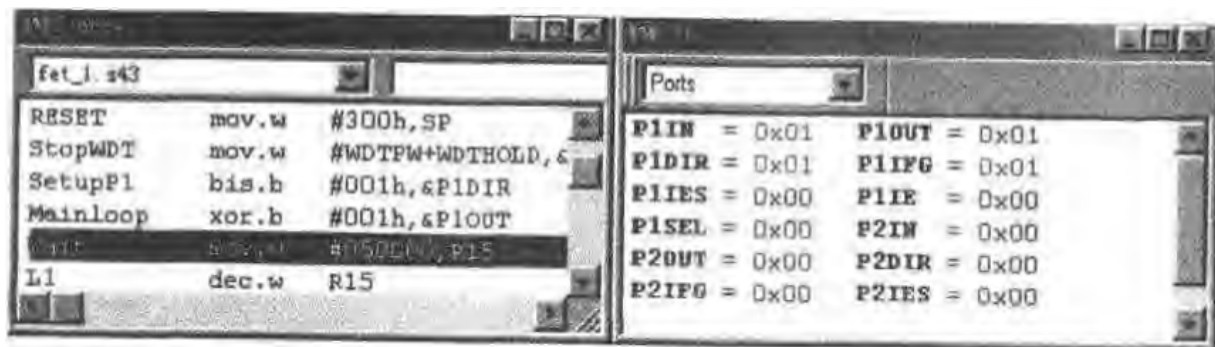 fet_1.s43
RESET mov.w #300h,SP
StopWDT mov.w #WDTPW+WDTHOLD,&
SetupP1 bis.b #001h,&P1DIR
Mainloop xor.b #001h,&P1OUT
L1 dec.w R15
Ports
P1IN = 0x01 P1OUT = 0x01
P1DIR = 0x01 P1IFG = 0x01
P1IES = 0x00 P1IE = 0x00
P1SEL = 0x00 P2IN = 0x00
P2OUT = 0x00 P2DIR = 0x00
P2IFG = 0x00 P2IES = 0x00